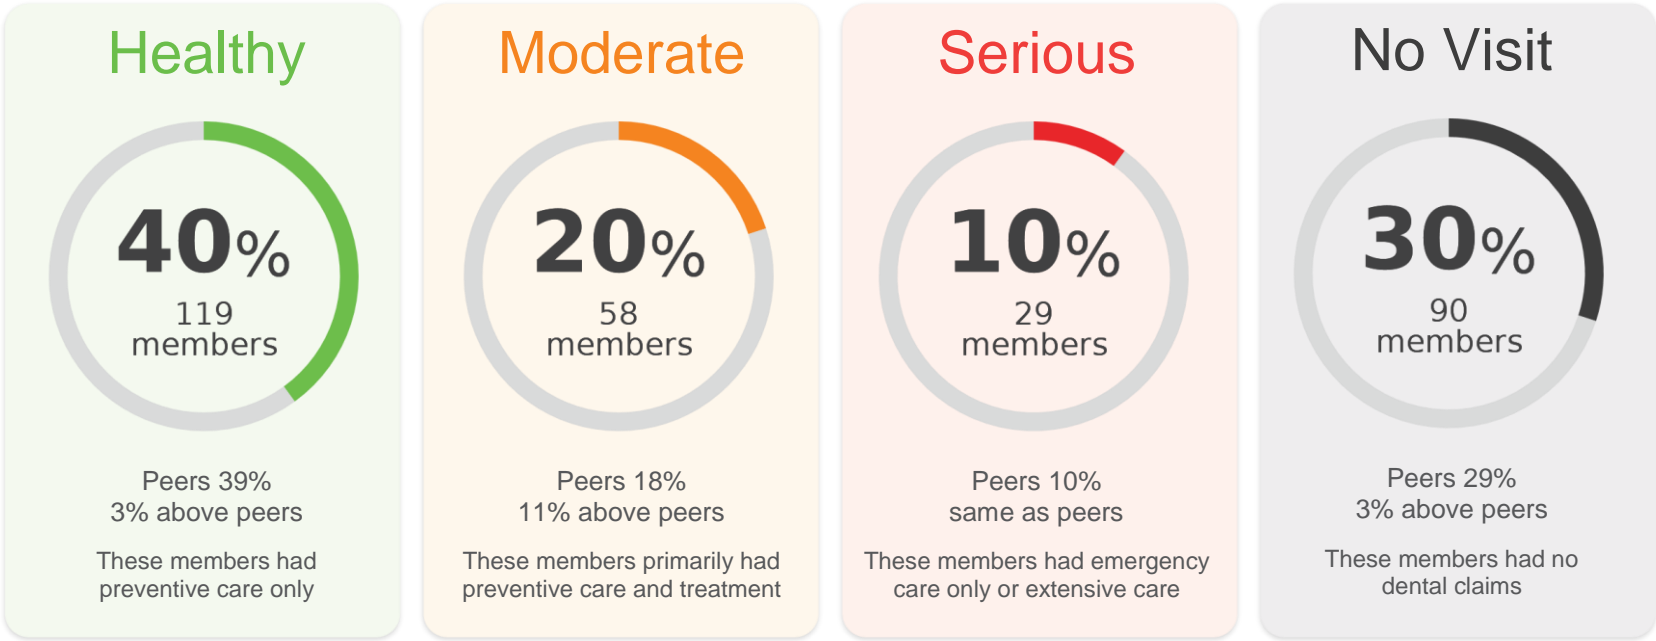 Healthy
40%
119
members
Peers 39%
3% above peers
These members had
preventive care only
Moderate
20%
58
members
Peers 18%
11% above peers
These members primarily had
preventive care and treatment
Serious
10%
29
members
Peers 10%
same as peers
These members had emergency
care only or extensive care
No Visit
30%
90
members
Peers 29%
3% above peers
These members had no
dental claims